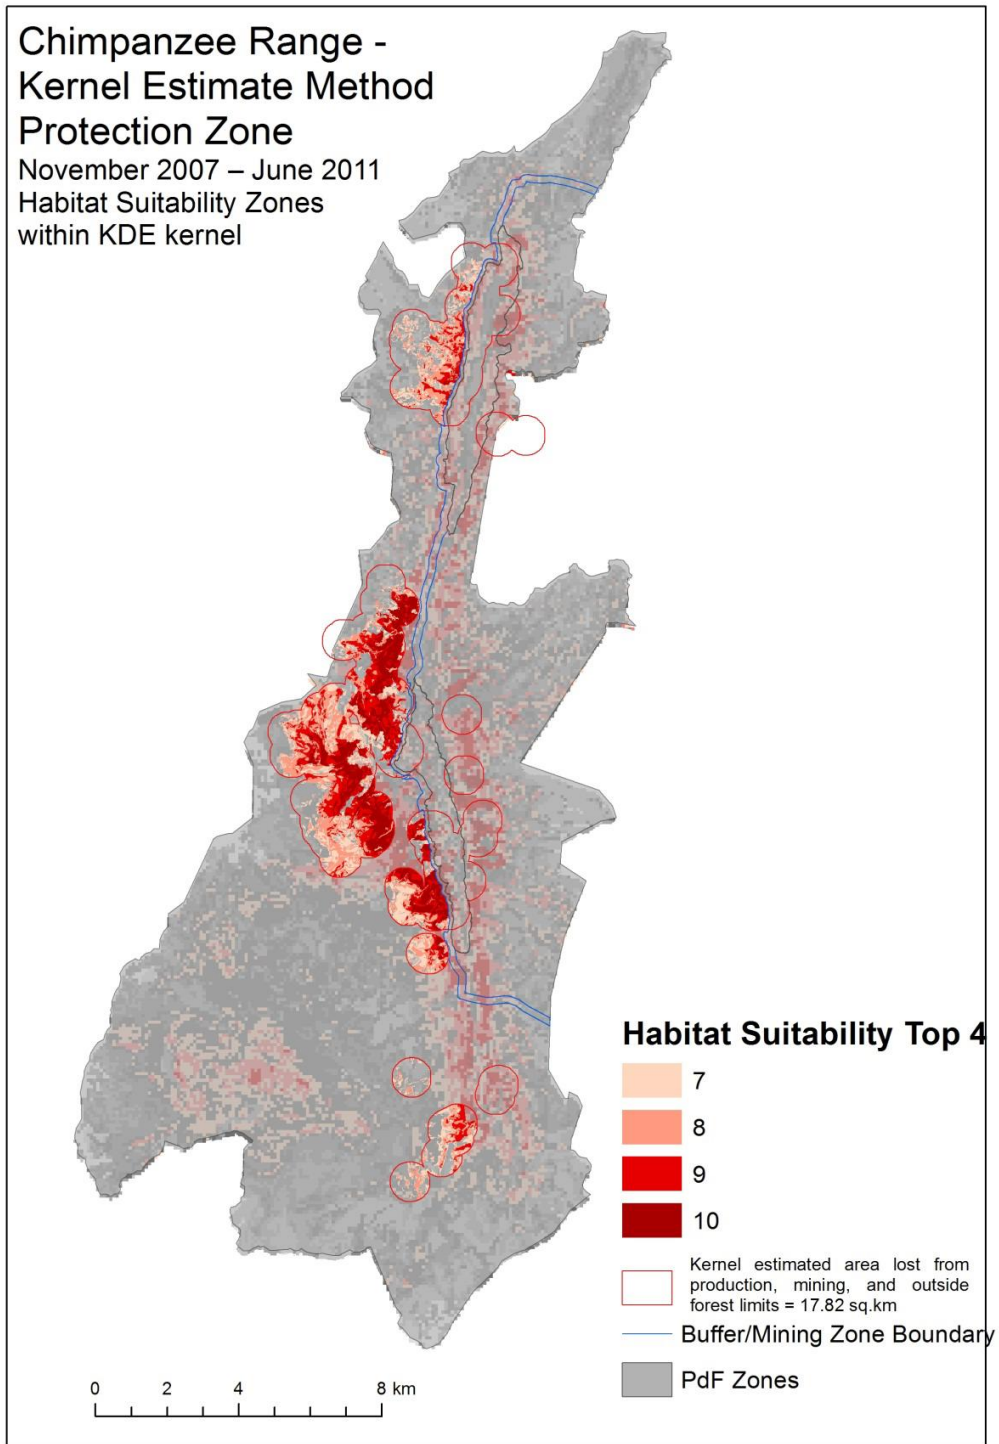 Chimpanzee Range -
Kernel Estimate Method
Protection Zone
November 2007 – June 2011
Habitat Suitability Zones
within KDE kernel
Habitat Suitability Top 4
7
8
9
10
Kernel estimated area lost from
production, mining, and outside
forest limits = 17.82 sq.km
Buffer/Mining Zone Boundary
PdF Zones
0 2 4 8 km